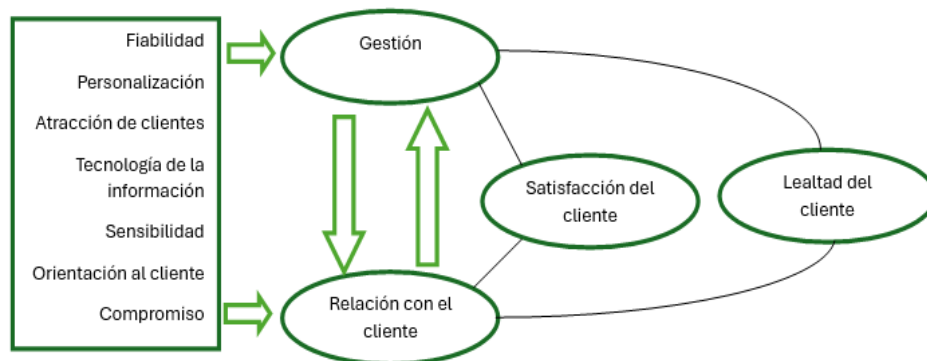 Fiabilidad
Personalización
Atracción de clientes
Tecnología de la
información
Sensibilidad
Orientación al cliente
Compromiso
Gestión
Relación con el
cliente
Satisfacción del
cliente
Lealtad del
cliente